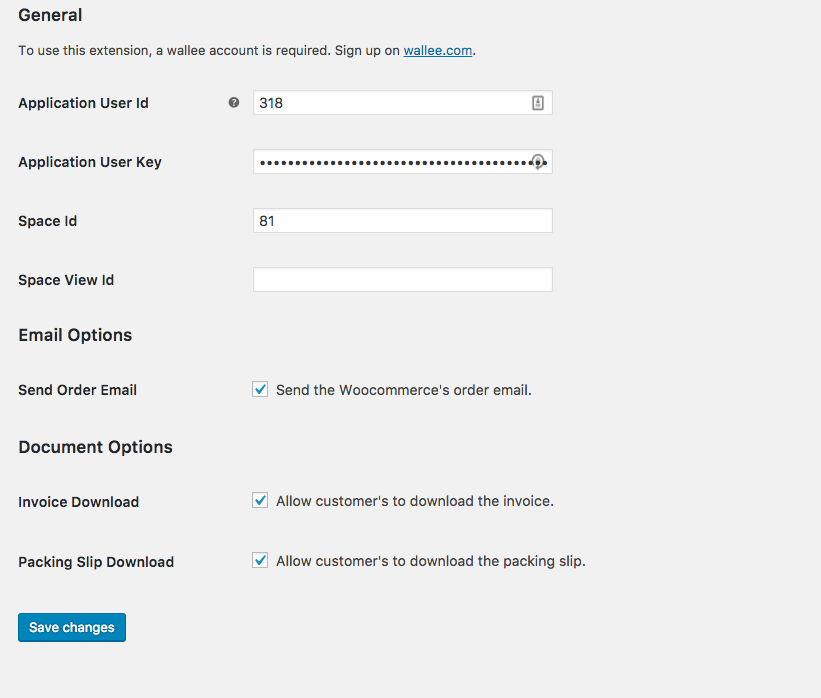 General
To use this extension, a wallee account is required. Sign up on wallee.com.
Application User Id ? 318
Application User Key ••••••••••••••••••••••••••••••••••••••••
Space Id 81
Space View Id
Email Options
Send Order Email Send the Woocommerce's order email.
Document Options
Invoice Download Allow customer's to download the invoice.
Packing Slip Download Allow customer's to download the packing slip.
Save changes